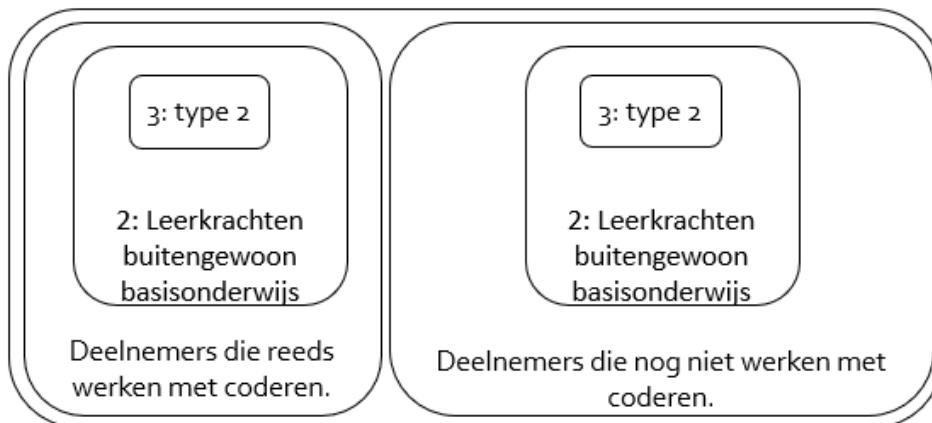 3: type 2
2: Leerkrachten
buitengewoon
basisonderwijs
Deelnemers die reeds
werken met coderen.
3: type 2
2: Leerkrachten
buitengewoon
basisonderwijs
Deelnemers die nog niet werken met
coderen.